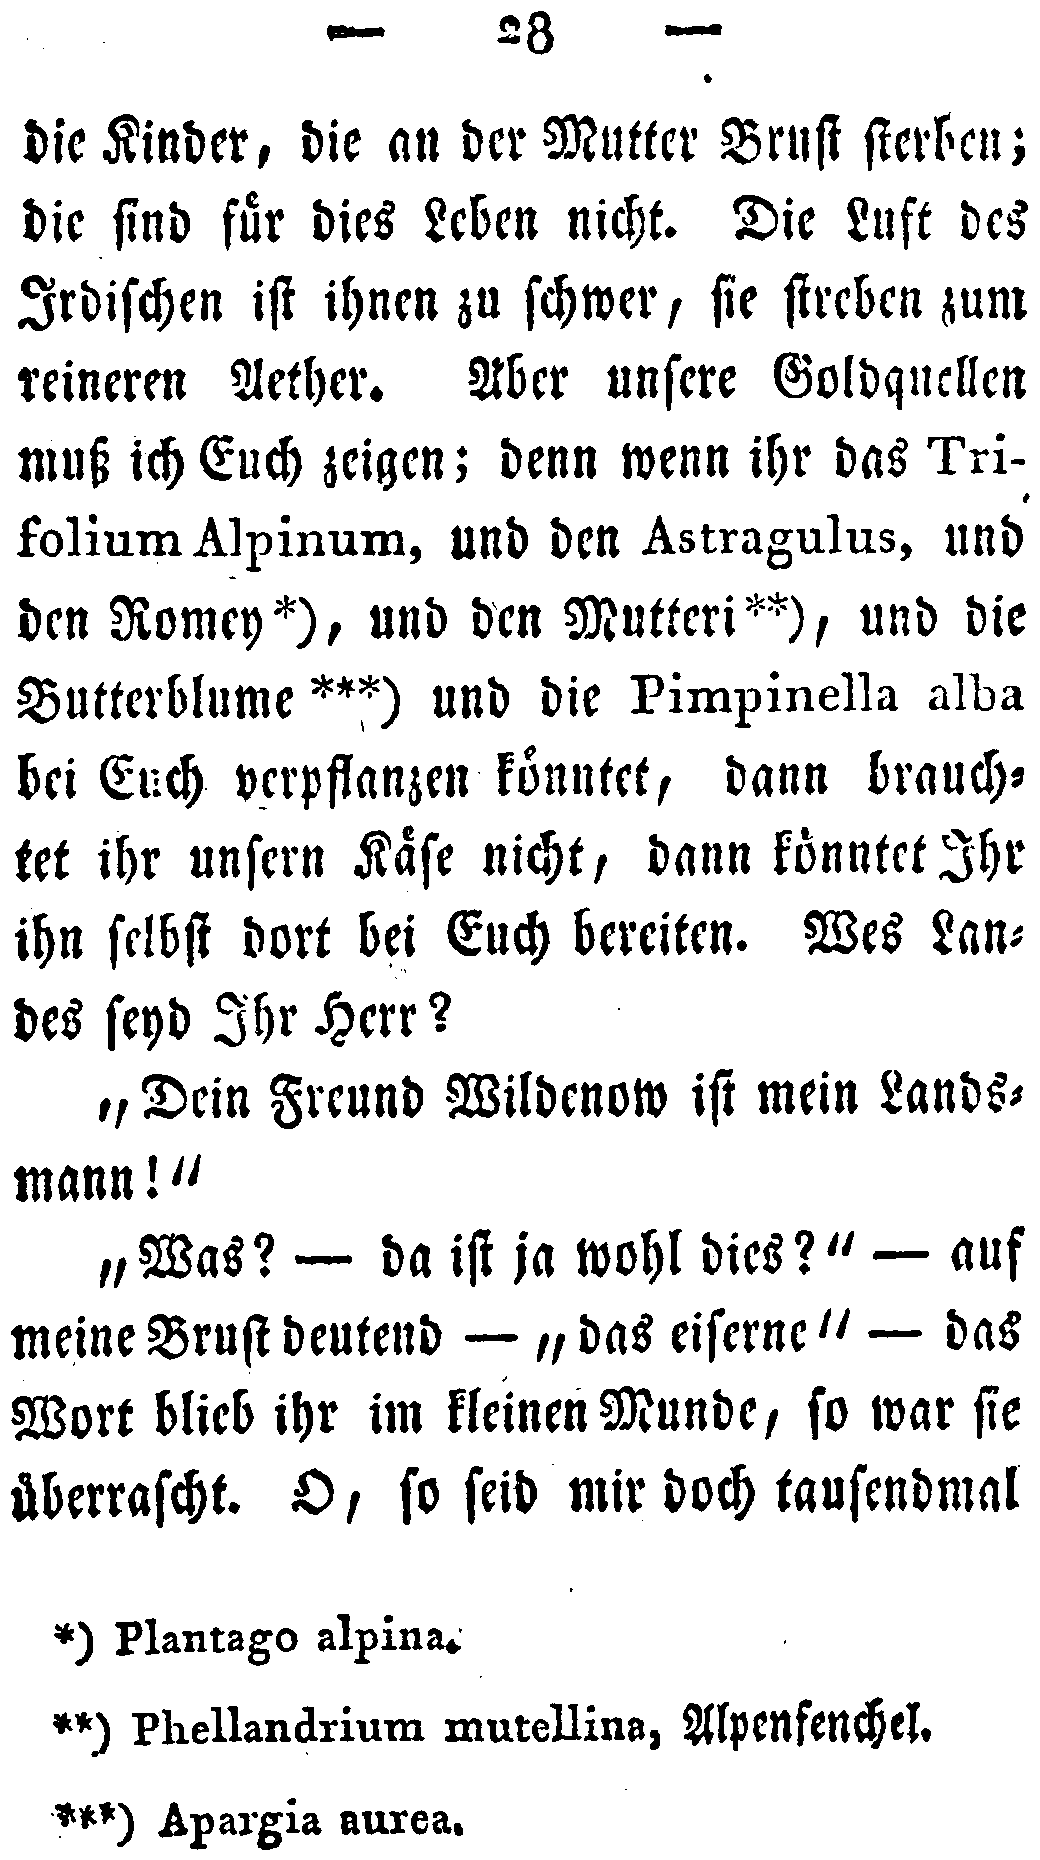 — 28 —
die Kinder, die an der Mutter Brust sterben;
die sind für dies Leben nicht. Die Luft des
Irdischen ist ihnen zu schwer, sie streben zum
reineren Aether. Aber unsere Goldquellen
muß ich Euch zeigen; denn wenn ihr das Tri-
folium Alpinum, und den Astragulus, und
den Romey *), und den Mutteri **), und die
Butterblume ***) und die Pimpinella alba
bei Euch verpflanzen könntet, dann brauch-
tet ihr unsern Käse nicht, dann könntet Ihr
ihn selbst dort bei Euch bereiten. Wes Lan-
des seyd Ihr Herr?
„Dein Freund Wildenow ist mein Lands-
mann!“
„Was? — da ist ja wohl dies?“ — auf
meine Brust deutend — „das eiserne“ — das
Wort blieb ihr im kleinen Munde, so war sie
überrascht. O, so seid mir doch tausendmal
*) Plantago alpina.
**) Phellandrium mutellina, Alpenfenchel.
***) Apargia aurea.